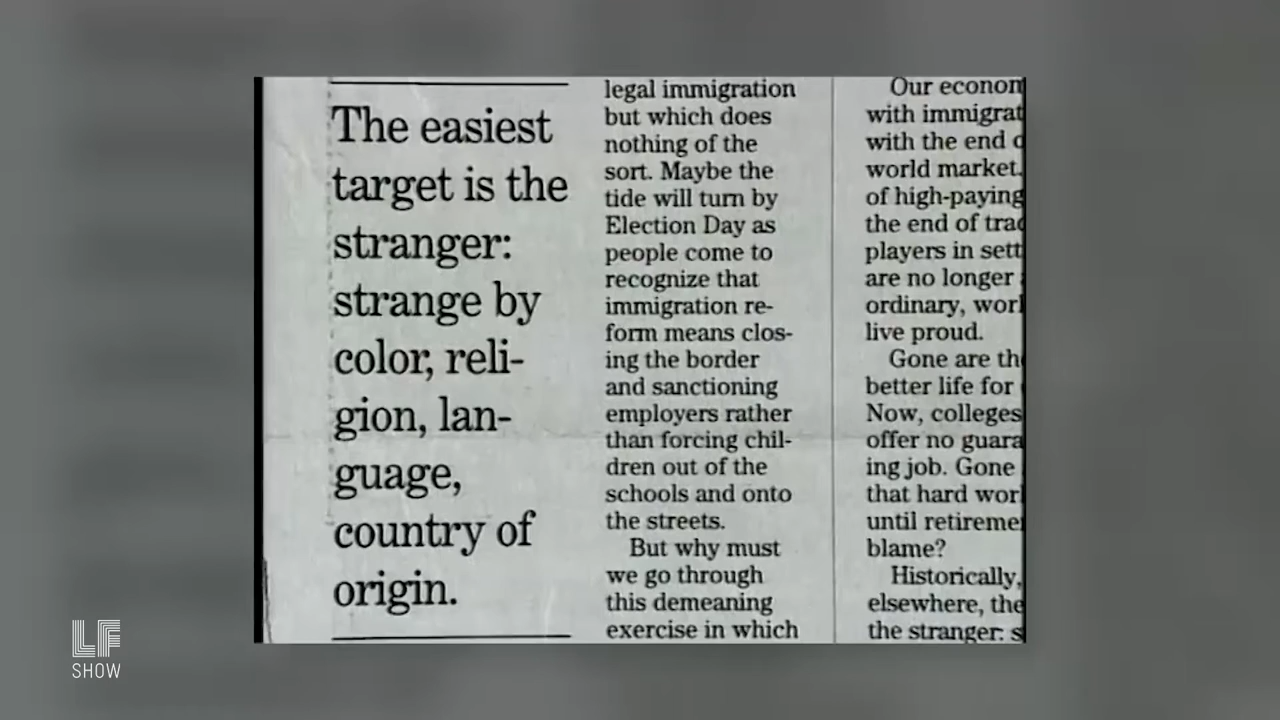 The easiest
target is the
stranger:
strange by
color, reli-
gion, lan-
guage,
country of
origin.
legal immigration
but which does
nothing of the
sort. Maybe the
tide will turn by
Election Day as
people come to
recognize that
immigration re-
form means clos-
ing the border
and sanctioning
employers rather
than forcing chil-
dren out of the
schools and onto
the streets.
But why must
we go through
this demeaning
exercise in which
Our econom
with immigrat
with the end o
world market.
of high-paying
the end of trad
players in sett
are no longer
ordinary, worl
live proud.
Gone are the
better life for
Now, colleges
offer no guara
ing job. Gone
that hard worl
until retiremen
blame?
Historically,
elsewhere, the
the stranger: s
LF
SHOW